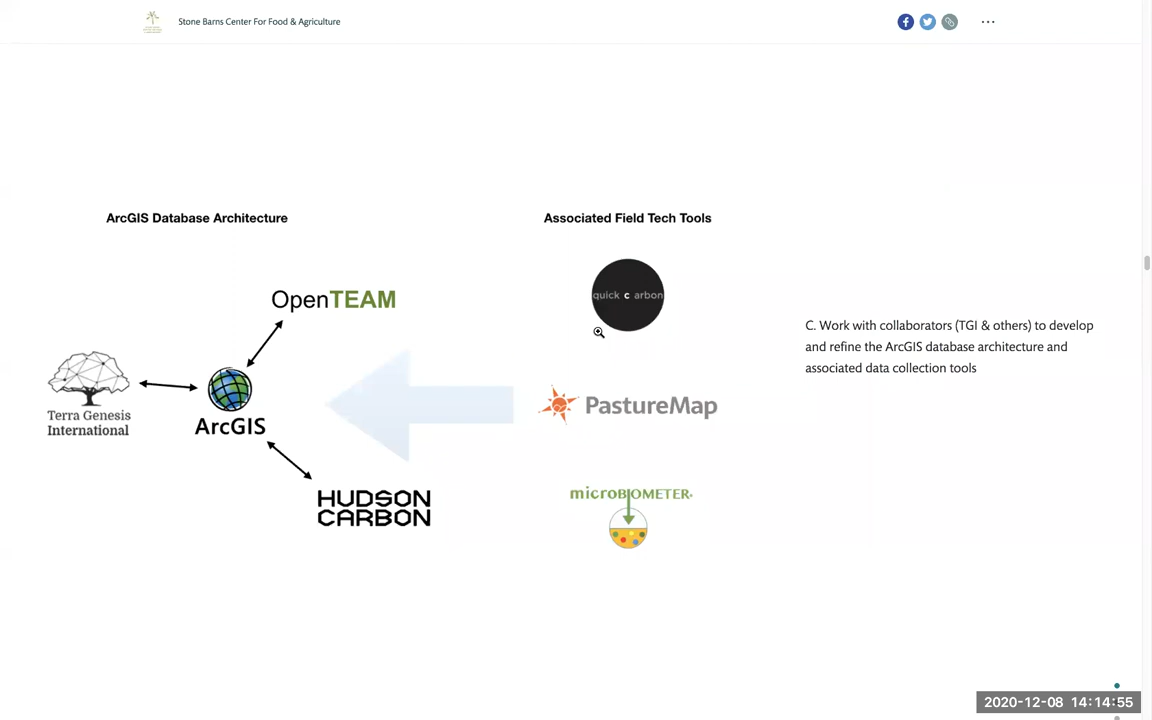 Stone Barns Center For Food & Agriculture
ArcGIS Database Architecture
Associated Field Tech Tools
quick c arbon
OpenTEAM
C. Work with collaborators (TGI & others) to develop
and refine the ArcGIS database architecture and
associated data collection tools
Terra Genesis
International
ArcGIS
PastureMap
HUDSON
CARBON
microBIOMETER
2020-12-08 14:14:55